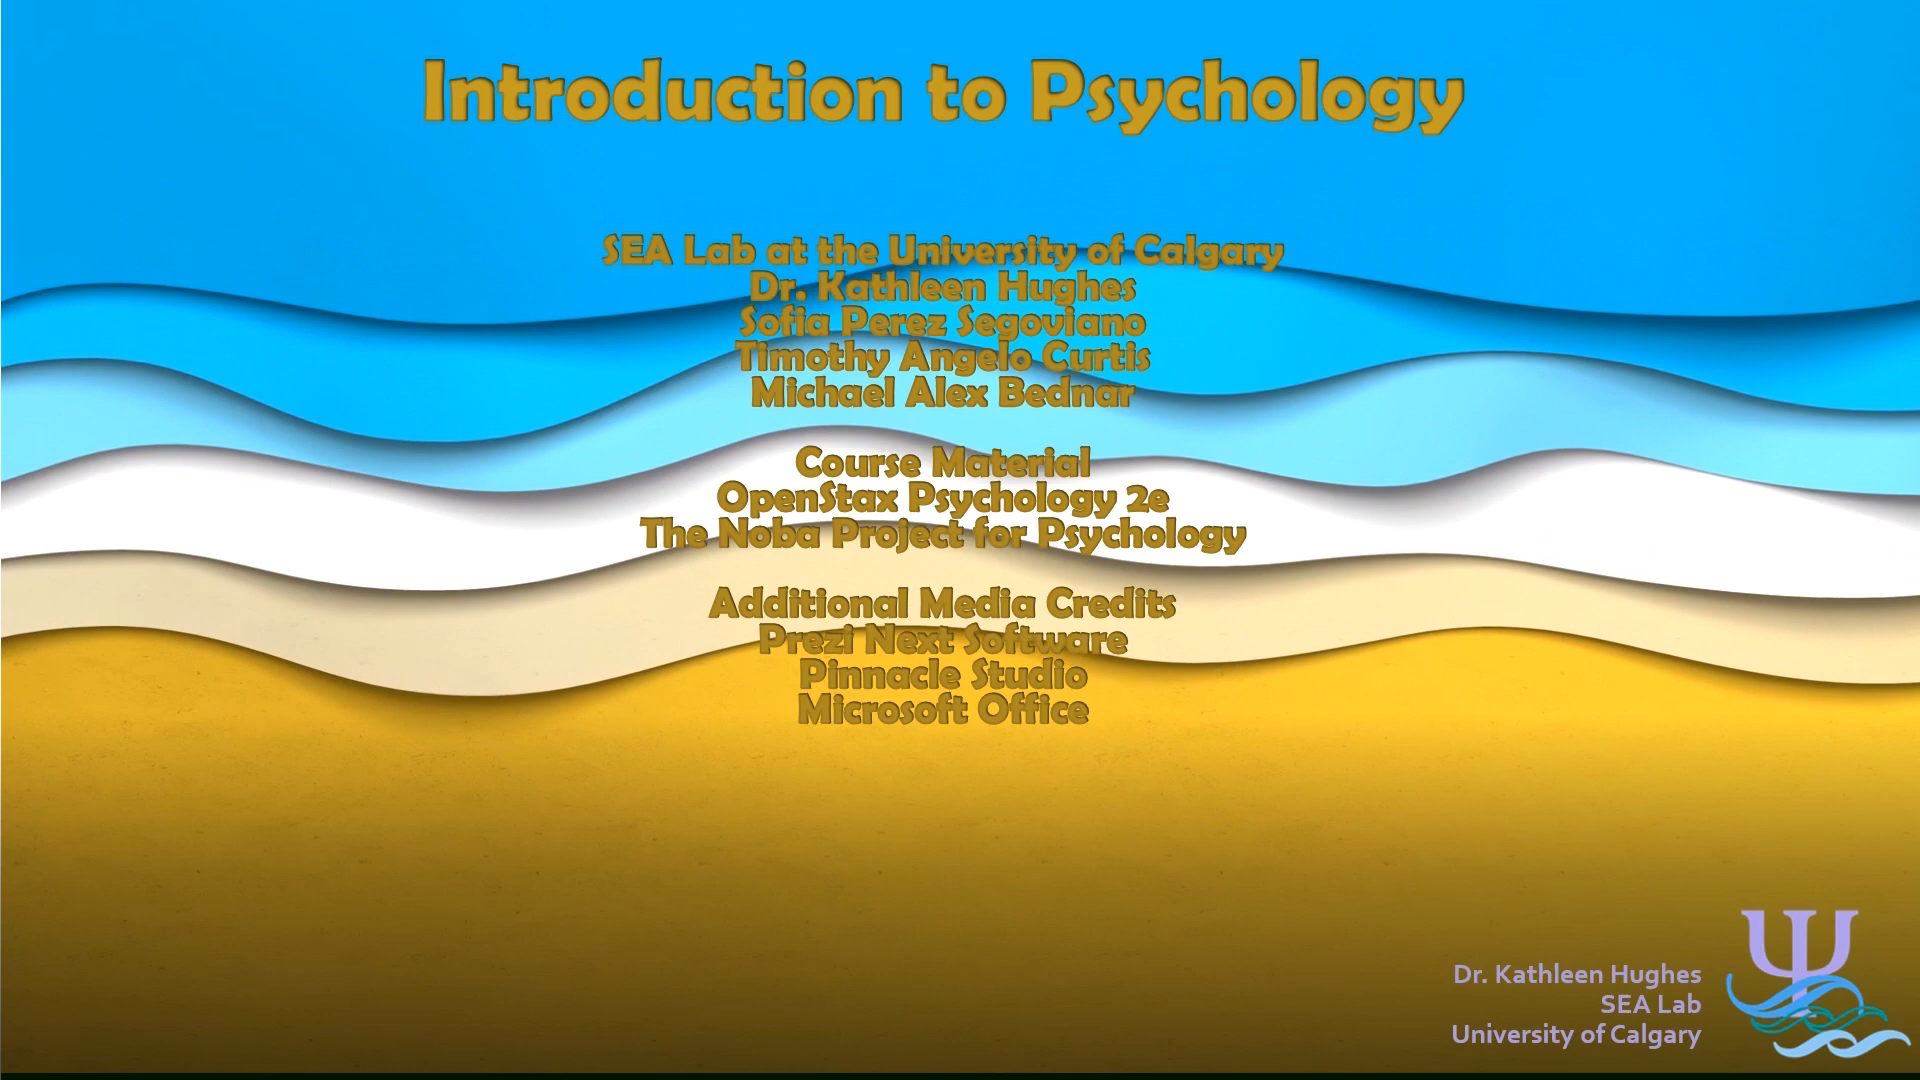 Introduction to Psychology
SEA Lab at the University of Calgary
Dr. Kathleen Hughes
Sofia Perez Segoviano
Timothy Angelo Curtis
Michael Alex Bednar
Course Material
OpenStax Psychology 2e
The Noba Project for Psychology
Additional Media Credits
Prezi Next Software
Pinnacle Studio
Microsoft Office
Dr. Kathleen Hughes
SEA Lab
University of Calgary